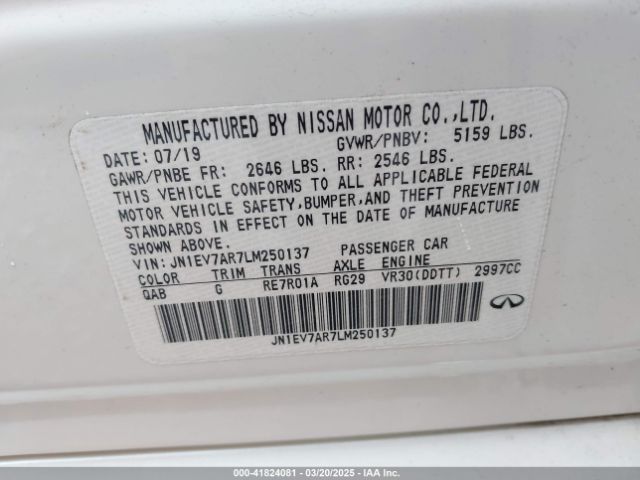 MANUFACTURED BY NISSAN MOTOR CO.,LTD.
DATE: 07/19 GVWR/PNBV: 5159 LBS.
GAWR/PNBE FR: 2646 LBS. RR: 2546 LBS.
THIS VEHICLE CONFORMS TO ALL APPLICABLE FEDERAL
MOTOR VEHICLE SAFETY,BUMPER,AND THEFT PREVENTION
STANDARDS IN EFFECT ON THE DATE OF MANUFACTURE
SHOWN ABOVE.
VIN: JN1EV7AR7LM250137 PASSENGER CAR
COLOR TRIM TRANS AXLE ENGINE
QAB G RE7R01A RG29 VR30(DDTT) 2997CC
JN1EV7AR7LM250137
000-41824081 - 03/20/2025 - IAA Inc.